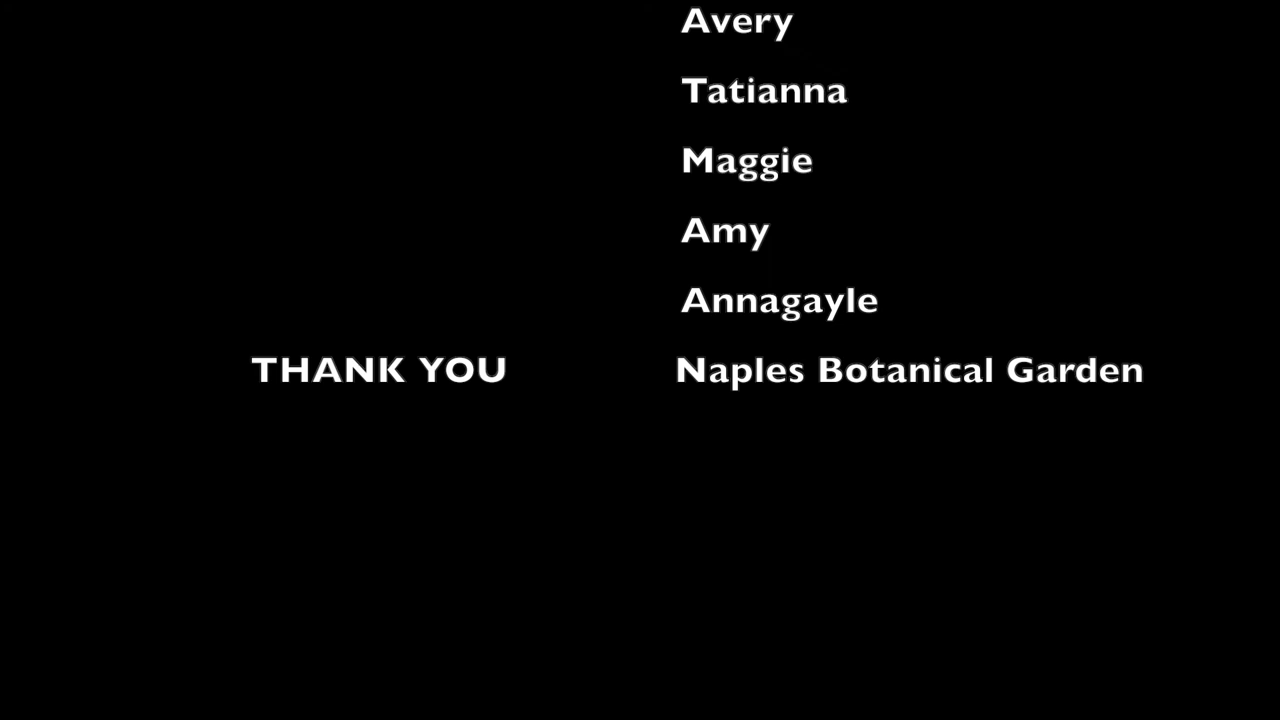 Avery
Tatianna
Maggie
Amy
Annagayle
THANK YOU Naples Botanical Garden